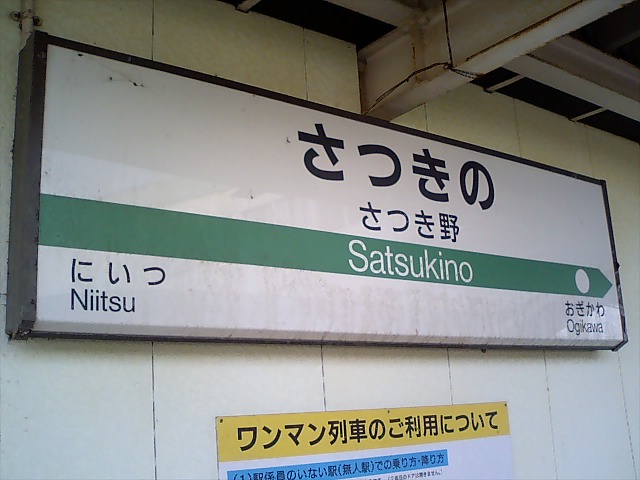 さつきの
さつき野
Satsukino
にいつ
Niitsu
おぎかわ
Ogikawa
ワンマン列車のご利用について
(1)駅係員のいない駅(無人駅)での乗り方・降り方